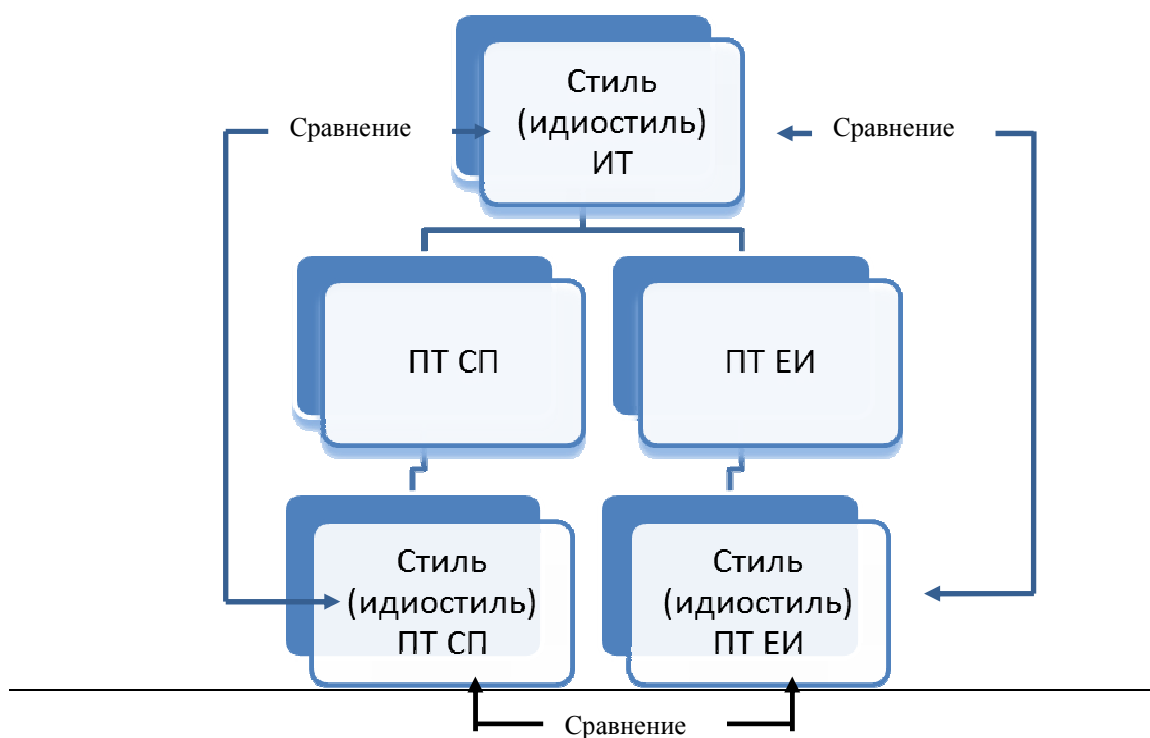 Стиль
(идиостиль)
ИТ
Сравнение
Сравнение
ПТ СП
ПТ ЕИ
Стиль
(идиостиль)
ПТ СП
Стиль
(идиостиль)
ПТ ЕИ
Сравнение